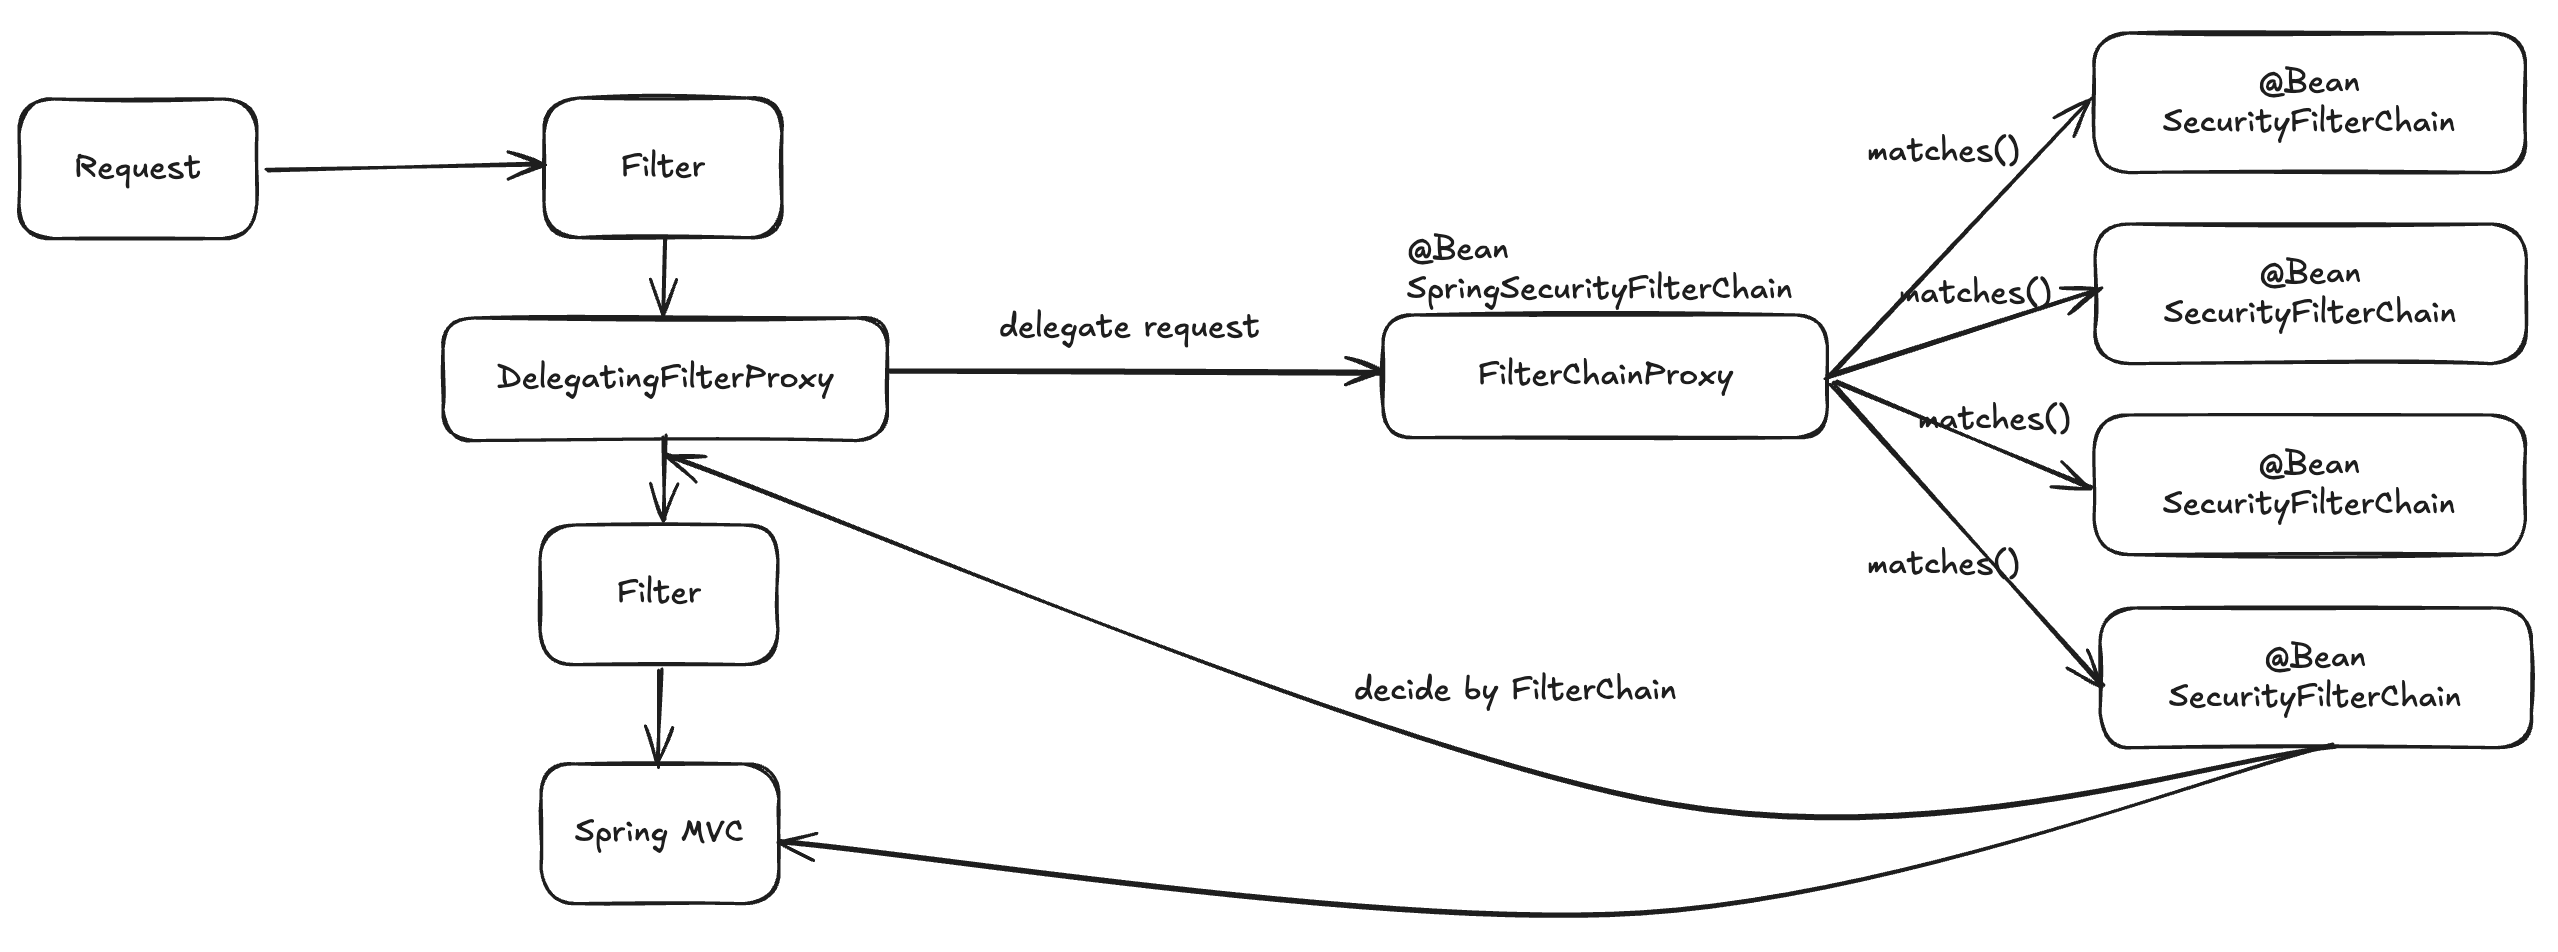 Request
Filter
DelegatingFilterProxy
Filter
Spring MVC
delegate request
@Bean
SpringSecurityFilterChain
FilterChainProxy
matches()
matches()
matches()
matches()
@Bean
SecurityFilterChain
@Bean
SecurityFilterChain
@Bean
SecurityFilterChain
@Bean
SecurityFilterChain
decide by FilterChain